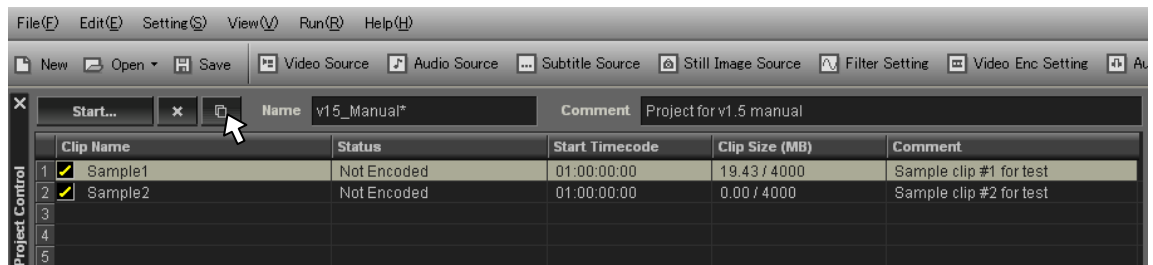 File(F) Edit(E) Setting(S) View(V) Run(R) Help(H)
New Open Save Video Source Audio Source Subtitle Source Still Image Source Filter Setting Video Enc Setting Au
Start... Name v15_Manual* Comment Project for v1.5 manual
Clip Name Status Start Timecode Clip Size (MB) Comment
1 Sample1 Not Encoded 01:00:00:00 19.43 / 4000 Sample clip #1 for test
2 Sample2 Not Encoded 01:00:00:00 0.00 / 4000 Sample clip #2 for test
3
4
5
Project Control